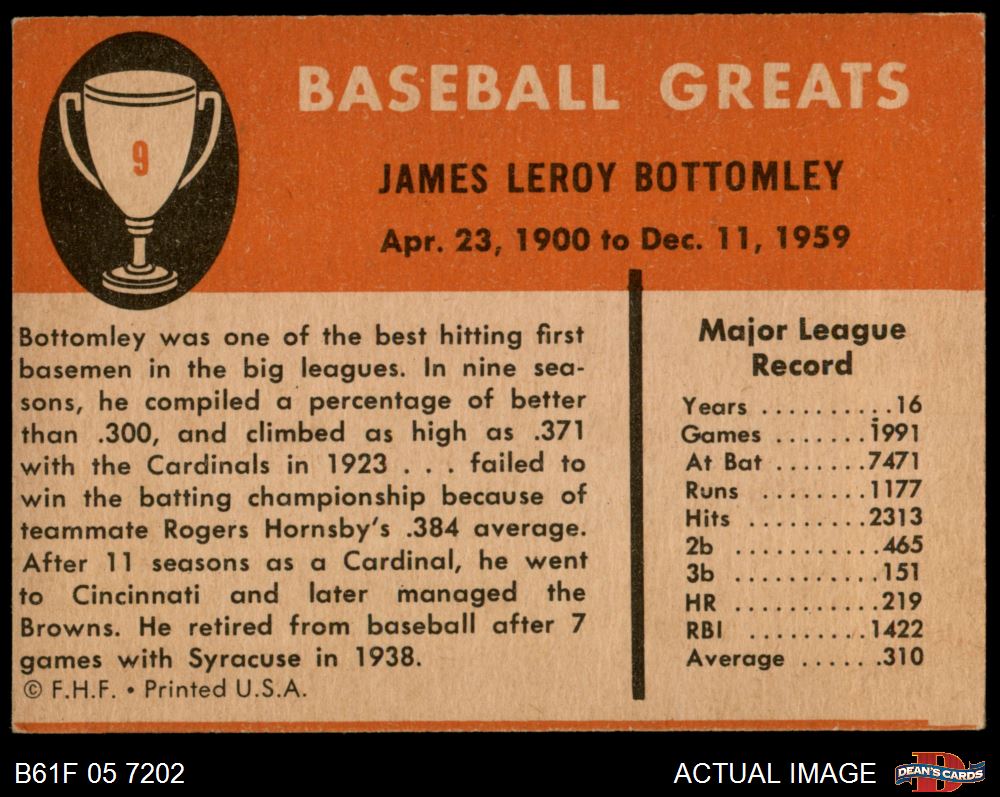 9
BASEBALL GREATS
JAMES LEROY BOTTOMLEY
Apr. 23, 1900 to Dec. 11, 1959
Bottomley was one of the best hitting first
basemen in the big leagues. In nine sea-
sons, he compiled a percentage of better
than .300, and climbed as high as .371
with the Cardinals in 1923 . . . failed to
win the batting championship because of
teammate Rogers Hornsby's .384 average.
After 11 seasons as a Cardinal, he went
to Cincinnati and later managed the
Browns. He retired from baseball after 7
games with Syracuse in 1938.
© F.H.F. • Printed U.S.A.
Major League
Record
Years ..........16
Games .......1991
At Bat .......7471
Runs ........1177
Hits .........2313
2b ...........465
3b ...........151
HR ...........219
RBI .........1422
Average ......310
B61F 05 7202
ACTUAL IMAGE
D
DEAN'S CARDS